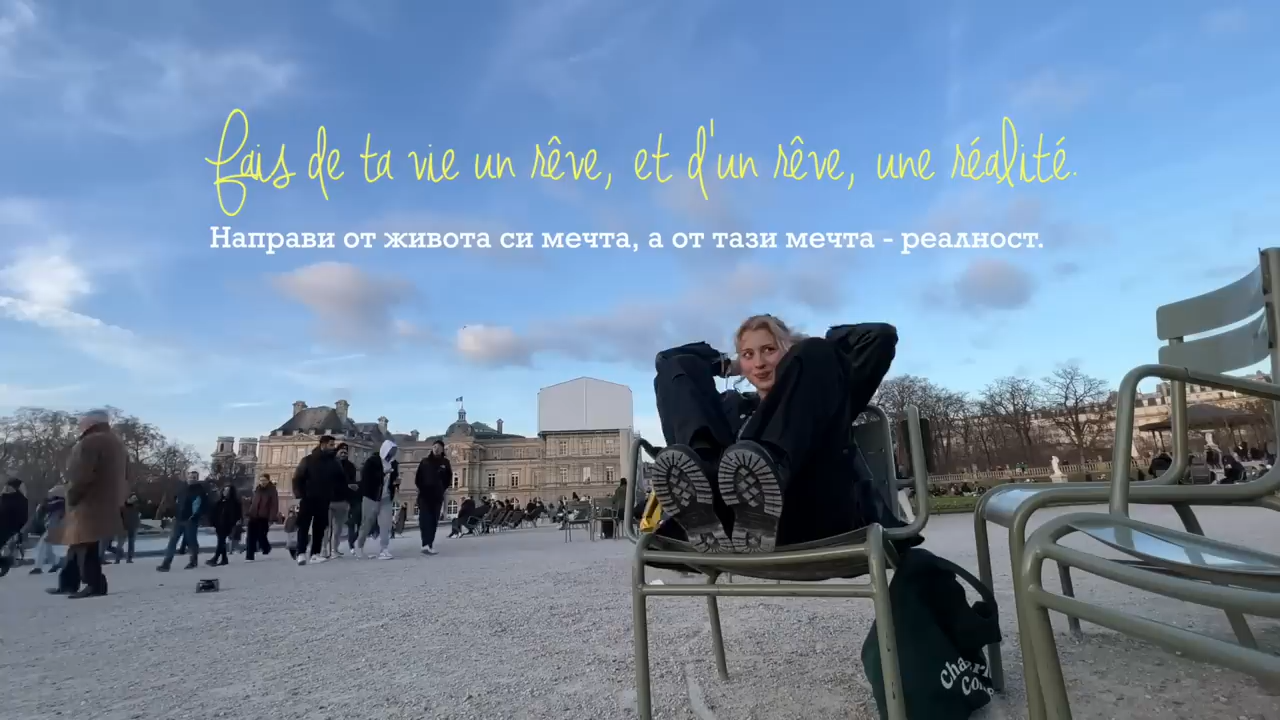 Fais de ta vie un rêve, et d'un rêve, une réalité.
Направи от живота си мечта, а от тази мечта - реалност.